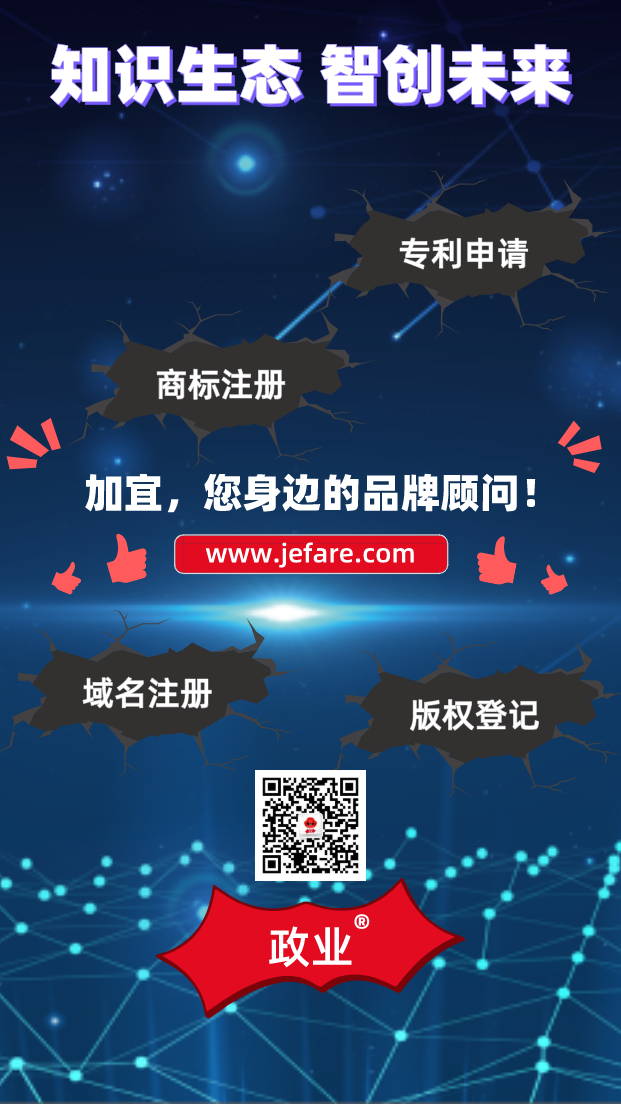 知识生态 智创未来
专利申请
商标注册
加宜，您身边的品牌顾问！
www.jefare.com
域名注册
版权登记
政业®